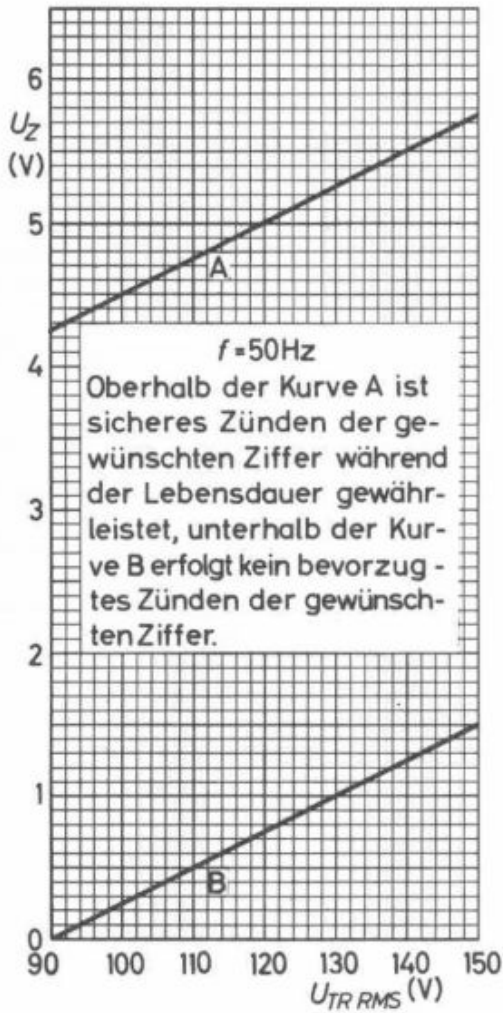 6
U_Z
(V)
5
A
4
f=50Hz
Oberhalb der Kurve A ist
sicheres Zünden der ge-
wünschten Ziffer während
der Lebensdauer gewähr-
leistet, unterhalb der Kur-
ve B erfolgt kein bevorzug-
tes Zünden der gewünsch-
ten Ziffer.
3
2
1
B
0
90 100 110 120 130 140 150
U_TR RMS (V)